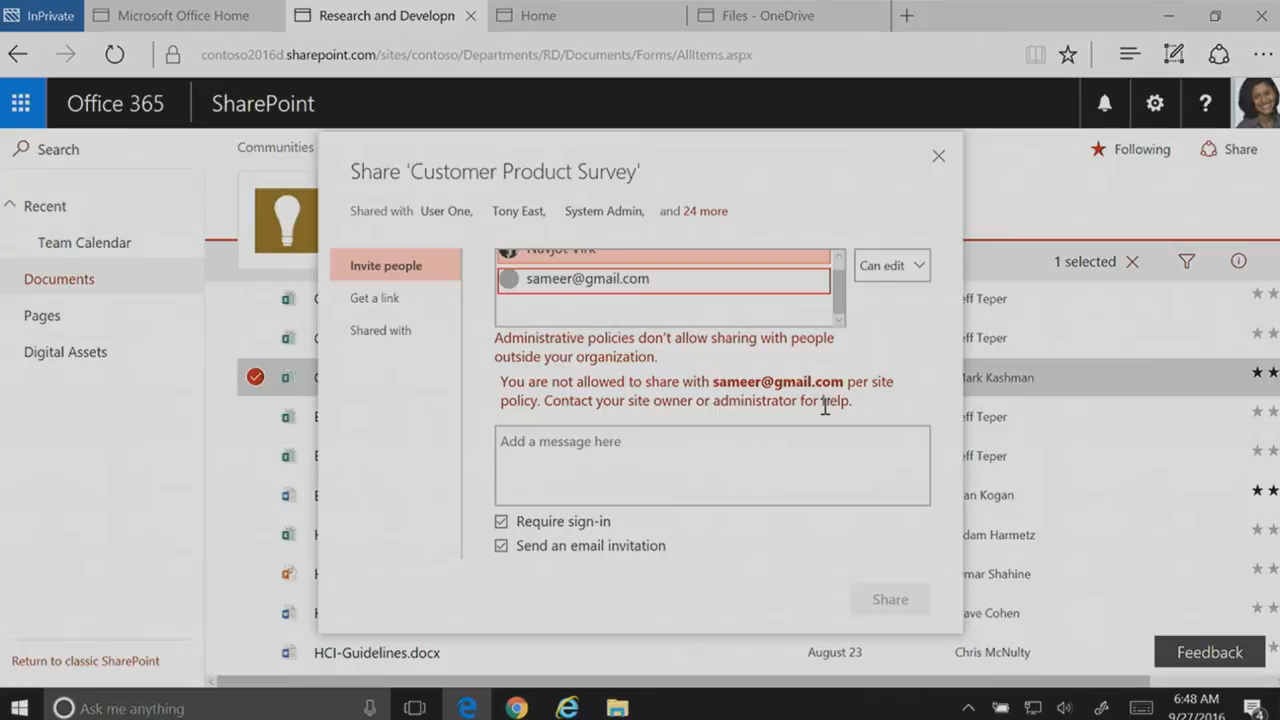 InPrivate
Microsoft Office Home
Research and Developn
Home
Files - OneDrive
contoso2016d.sharepoint.com/sites/contoso/Departments/RD/Documents/Forms/AllItems.aspx
Office 365
SharePoint
?
Search
Communities
Following
Share
Recent
Team Calendar
Documents
Pages
Digital Assets
Return to classic SharePoint
Share 'Customer Product Survey'
Shared with User One, Tony East, System Admin, and 24 more
Invite people
Get a link
Shared with
Navjot Virk
sameer@gmail.com
Can edit
Administrative policies don't allow sharing with people
outside your organization.
You are not allowed to share with sameer@gmail.com per site
policy. Contact your site owner or administrator for help.
Add a message here
Require sign-in
Send an email invitation
Share
1 selected
eff Teper
eff Teper
Mark Kashman
eff Teper
eff Teper
an Kogan
dam Harmetz
mar Shahine
ave Cohen
HCI-Guidelines.docx
August 23
Chris McNulty
Feedback
Ask me anything
6:48 AM
9/27/2016
4